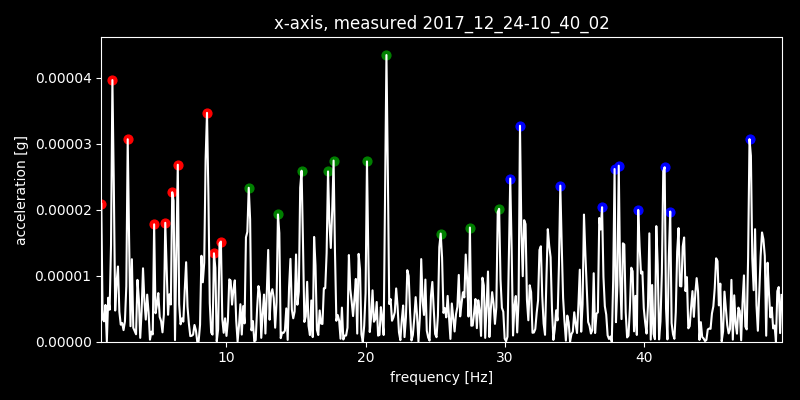 x-axis, measured 2017_12_24-10_40_02
acceleration [g]
0.00004
0.00003
0.00002
0.00001
0.00000
10 20 30 40
frequency [Hz]